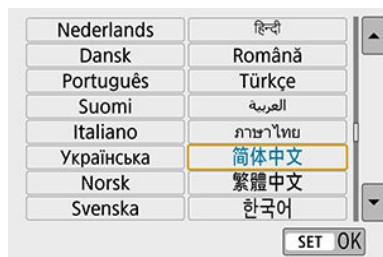 Nederlands हिन्दी
Dansk Română
Português Türkçe
Suomi العربية
Italiano ภาษาไทย
Українська 简体中文
Norsk 繁體中文
Svenska 한국어
SET OK